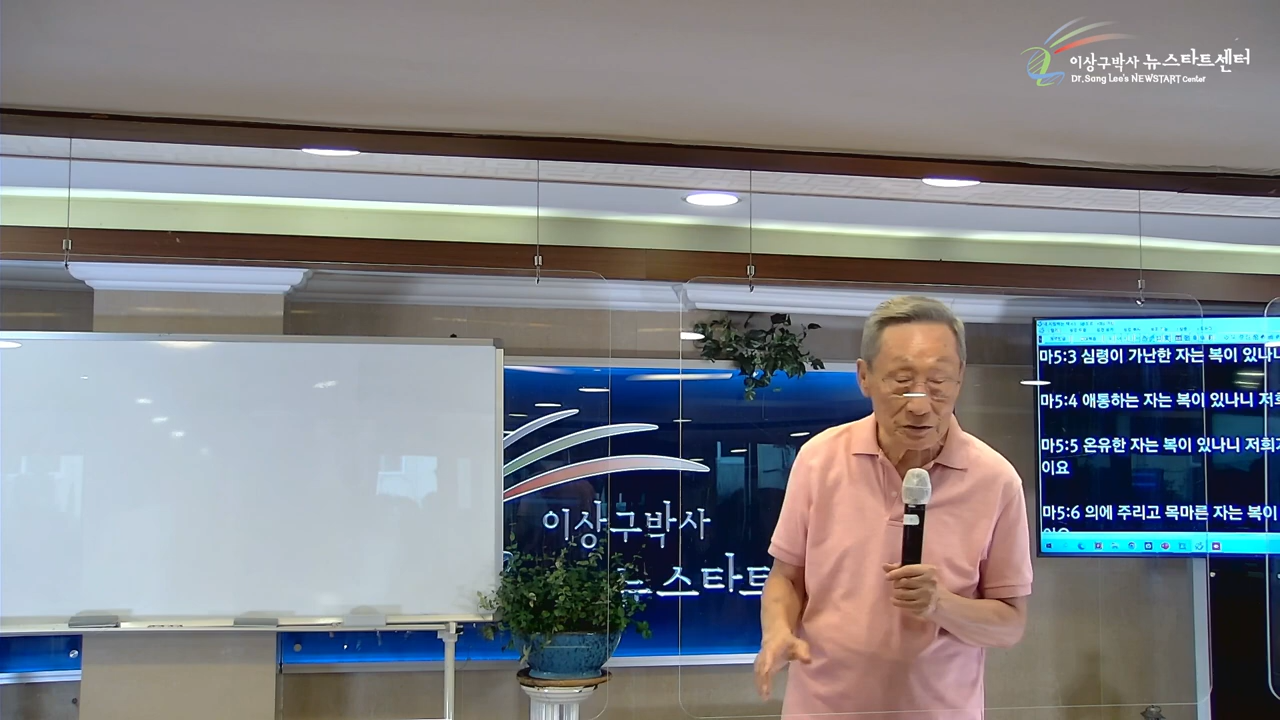 이상구박사 뉴스타트센터
Dr. Sang Lee's NEWSTART Center
이상구박사
뉴스타트
마5:3 심령이 가난한 자는 복이 있나니
마5:4 애통하는 자는 복이 있나니 저희
마5:5 온유한 자는 복이 있나니 저희가
이요
마5:6 의에 주리고 목마른 자는 복이